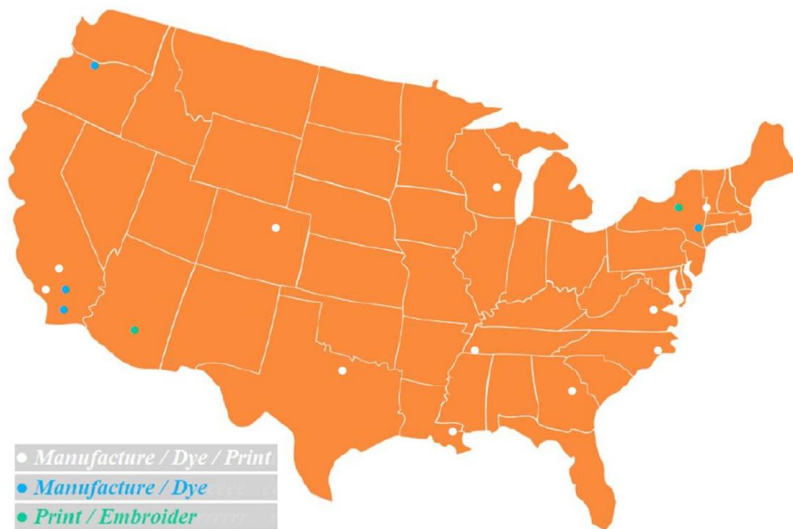 Manufacture / Dye / Print
Manufacture / Dye
Print / Embroider